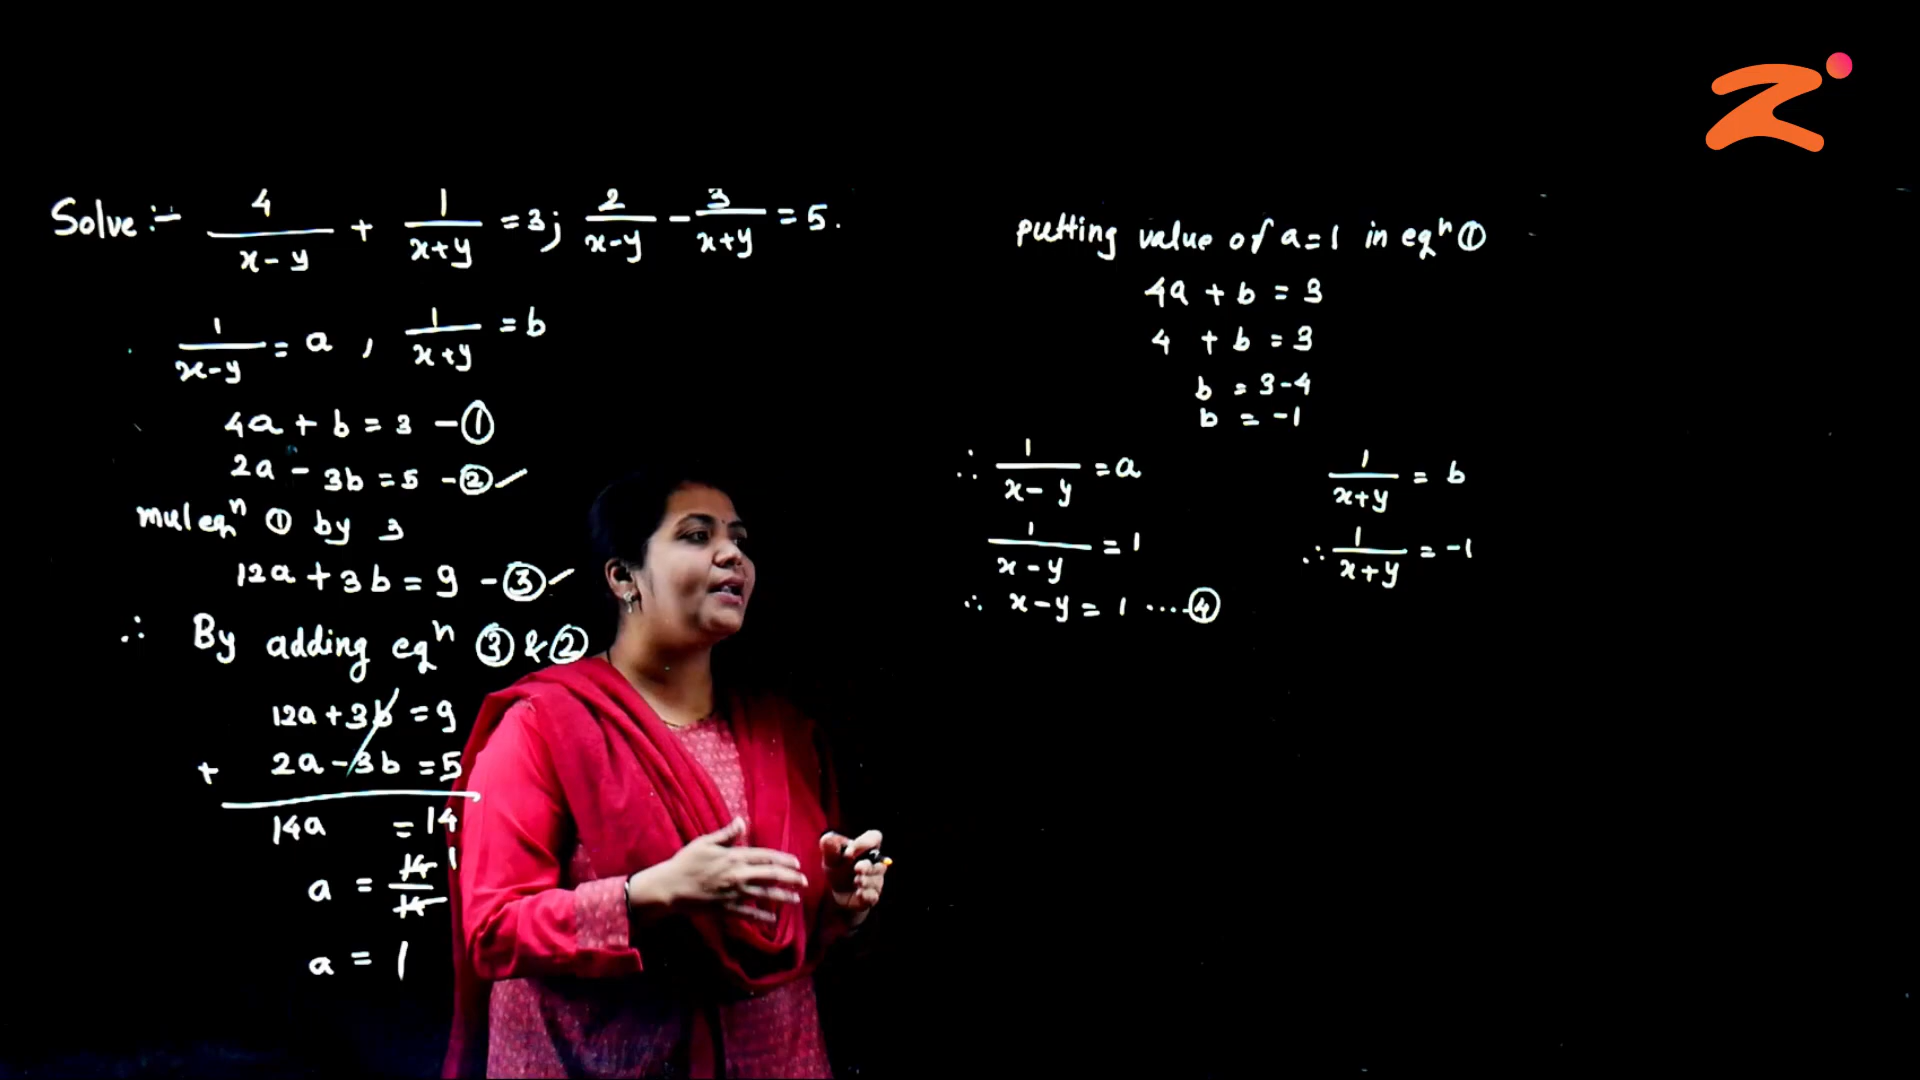 Solve :- 4/(x-y) + 1/(x+y) = 3; 2/(x-y) - 3/(x+y) = 5.
1/(x-y) = a, 1/(x+y) = b
4a + b = 3 - ①
2a - 3b = 5 - ② ✓
mul eqn ① by 3
12a + 3b = 9 - ③ ✓
∴ By adding eqⁿ ③ & ②
12a + 3b = 9
+ 2a - 3b = 5
14a = 14
a = 14/14 1
a = 1
putting value of a=1 in eqⁿ ①
4a + b = 3
4 + b = 3
b = 3-4
b = -1
∴ 1/(x-y) = a
1/(x-y) = 1
∴ x-y = 1 ....④
1/(x+y) = b
∴ 1/(x+y) = -1